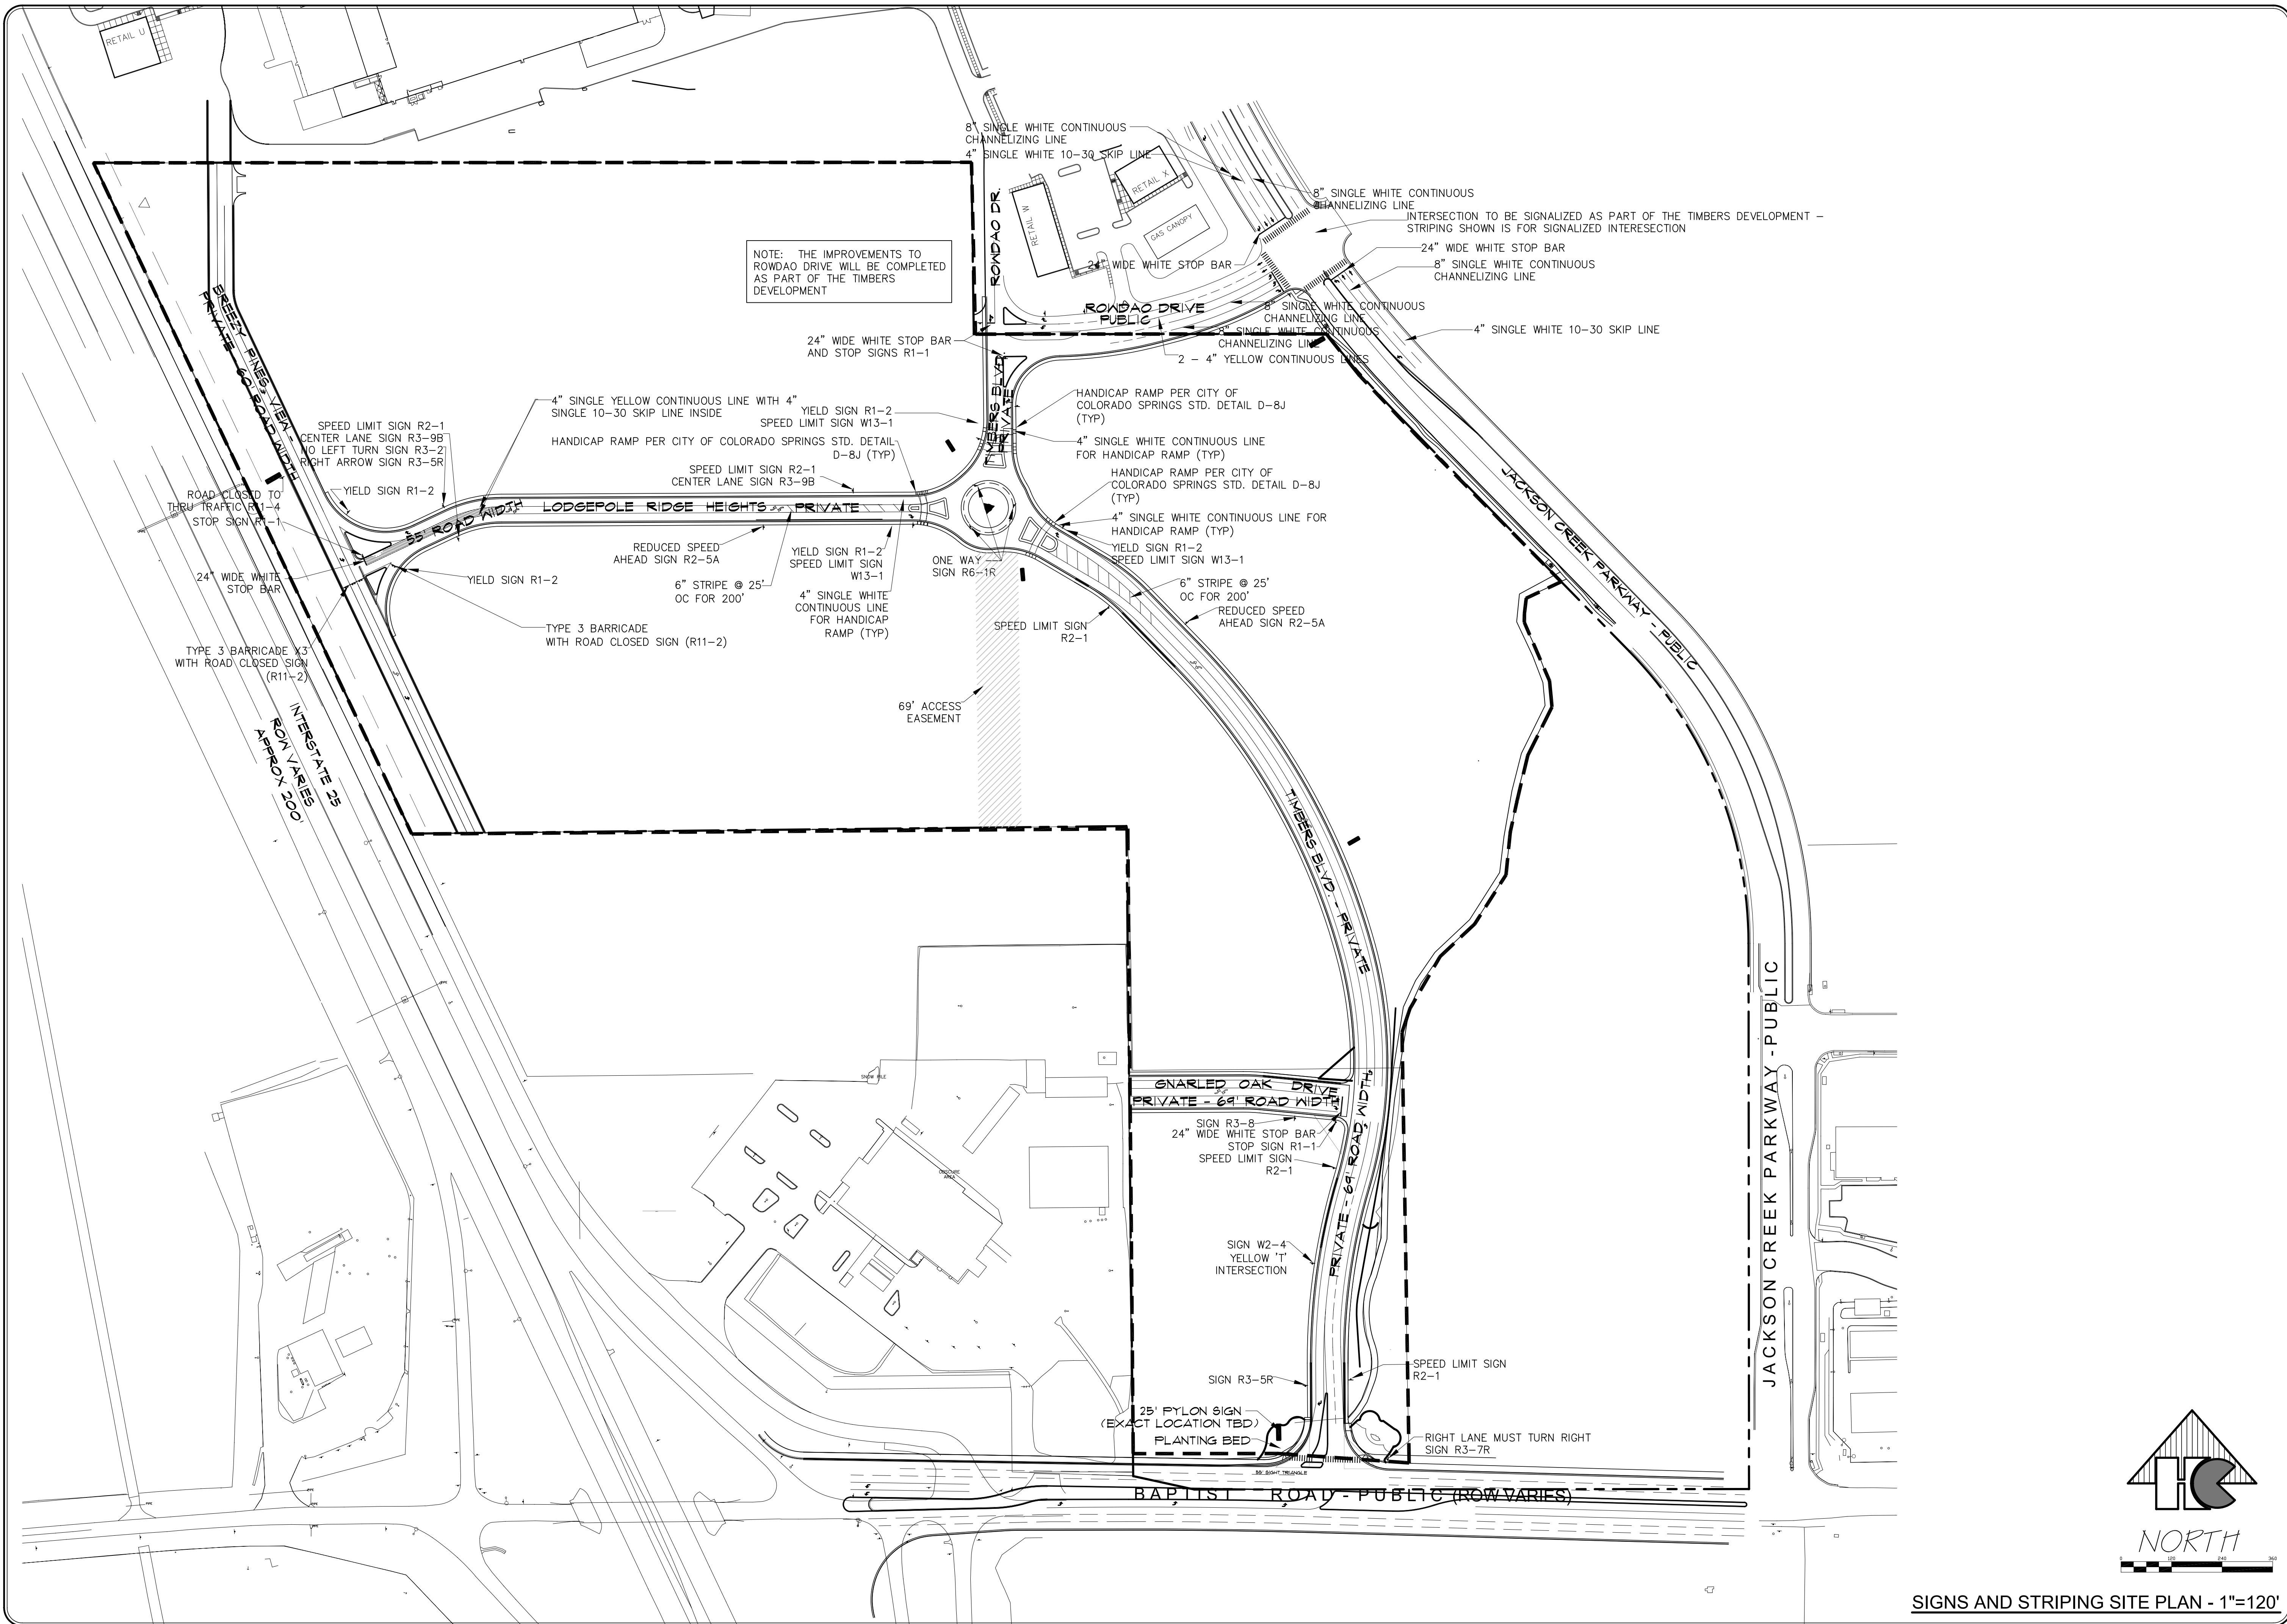 RETAIL U
8" SINGLE WHITE CONTINUOUS
CHANNELIZING LINE
4" SINGLE WHITE 10-30 SKIP LINE
RETAIL X
RETAIL W
GAS CANOPY
ROWDAO DR.
8" SINGLE WHITE CONTINUOUS
CHANNELIZING LINE
INTERSECTION TO BE SIGNALIZED AS PART OF THE TIMBERS DEVELOPMENT -
STRIPING SHOWN IS FOR SIGNALIZED INTERESECTION
24" WIDE WHITE STOP BAR
8" SINGLE WHITE CONTINUOUS
CHANNELIZING LINE
24" WIDE WHITE STOP BAR
NOTE: THE IMPROVEMENTS TO
ROWDAO DRIVE WILL BE COMPLETED
AS PART OF THE TIMBERS
DEVELOPMENT
ROWDAO DRIVE
PUBLIC
8" SINGLE WHITE CONTINUOUS
CHANNELIZING LINE
8" SINGLE WHITE CONTINUOUS
CHANNELIZING LINE
4" SINGLE WHITE 10-30 SKIP LINE
2 - 4" YELLOW CONTINUOUS LINES
24" WIDE WHITE STOP BAR
AND STOP SIGNS R1-1
TIMBERS BLVD.
PRIVATE
BREEZY PINES VIEW -
PRIVATE 60' ROAD WIDTH
4" SINGLE YELLOW CONTINUOUS LINE WITH 4"
SINGLE 10-30 SKIP LINE INSIDE
YIELD SIGN R1-2
SPEED LIMIT SIGN W13-1
HANDICAP RAMP PER CITY OF
COLORADO SPRINGS STD. DETAIL D-8J
(TYP)
SPEED LIMIT SIGN R2-1
CENTER LANE SIGN R3-9B
NO LEFT TURN SIGN R3-2
RIGHT ARROW SIGN R3-5R
HANDICAP RAMP PER CITY OF COLORADO SPRINGS STD. DETAIL
D-8J (TYP)
4" SINGLE WHITE CONTINUOUS LINE
FOR HANDICAP RAMP (TYP)
SPEED LIMIT SIGN R2-1
CENTER LANE SIGN R3-9B
HANDICAP RAMP PER CITY OF
COLORADO SPRINGS STD. DETAIL D-8J
(TYP)
ROAD CLOSED TO
THRU TRAFFIC R11-4
STOP SIGN R1-1
YIELD SIGN R1-2
55' ROAD WIDTH
LODGEPOLE RIDGE HEIGHTS - PRIVATE
4" SINGLE WHITE CONTINUOUS LINE FOR
HANDICAP RAMP (TYP)
JACKSON CREEK PARKWAY - PUBLIC
REDUCED SPEED
AHEAD SIGN R2-5A
YIELD SIGN R1-2
SPEED LIMIT SIGN
W13-1
ONE WAY
SIGN R6-1R
YIELD SIGN R1-2
SPEED LIMIT SIGN W13-1
24" WIDE WHITE
STOP BAR
YIELD SIGN R1-2
6" STRIPE @ 25'
OC FOR 200'
4" SINGLE WHITE
CONTINUOUS LINE
FOR HANDICAP
RAMP (TYP)
6" STRIPE @ 25'
OC FOR 200'
REDUCED SPEED
AHEAD SIGN R2-5A
TYPE 3 BARRICADE
WITH ROAD CLOSED SIGN (R11-2)
SPEED LIMIT SIGN
R2-1
TYPE 3 BARRICADE X3
WITH ROAD CLOSED SIGN
(R11-2)
69' ACCESS
EASEMENT
INTERSTATE 25
ROW VARIES
APPROX 200'
TIMBERS BLVD. - PRIVATE
JACKSON CREEK PARKWAY - PUBLIC
SNOW PILE
OBSCURE
AREA
GNARLED OAK DRIVE
PRIVATE - 69' ROAD WIDTH
SIGN R3-8
24" WIDE WHITE STOP BAR
STOP SIGN R1-1
SPEED LIMIT SIGN
R2-1
PRIVATE - 69' ROAD WIDTH
SIGN W2-4
YELLOW 'T'
INTERSECTION
SIGN R3-5R
SPEED LIMIT SIGN
R2-1
25' PYLON SIGN
(EXACT LOCATION TBD)
PLANTING BED
RIGHT LANE MUST TURN RIGHT
SIGN R3-7R
SIGHT TRIANGLE
BAPTIST ROAD - PUBLIC (ROW VARIES)
HC
NORTH
0 120 240 360
SIGNS AND STRIPING SITE PLAN - 1"=120'